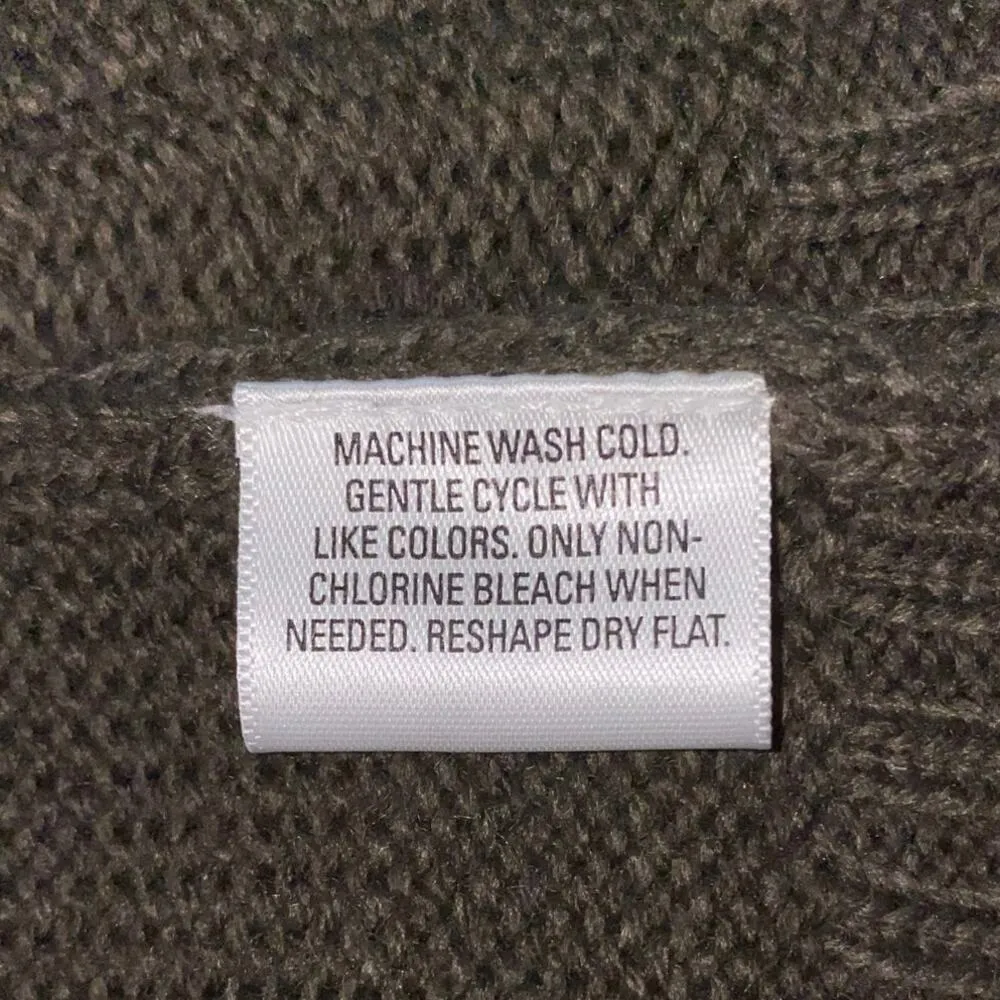 MACHINE WASH COLD.
GENTLE CYCLE WITH
LIKE COLORS. ONLY NON-
CHLORINE BLEACH WHEN
NEEDED. RESHAPE DRY FLAT.